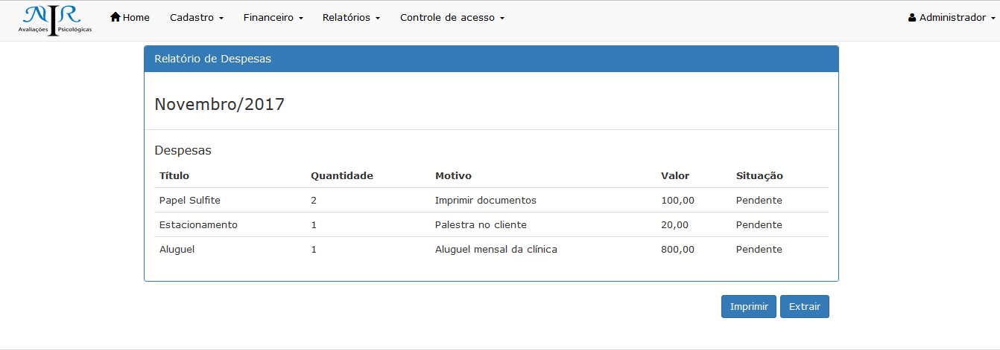 NIR
Avaliações Psicológicas
Home Cadastro Financeiro Relatórios Controle de acesso Administrador
Relatório de Despesas
Novembro/2017
Despesas
Título Quantidade Motivo Valor Situação
Papel Sulfite 2 Imprimir documentos 100,00 Pendente
Estacionamento 1 Palestra no cliente 20,00 Pendente
Aluguel 1 Aluguel mensal da clínica 800,00 Pendente
Imprimir Extrair